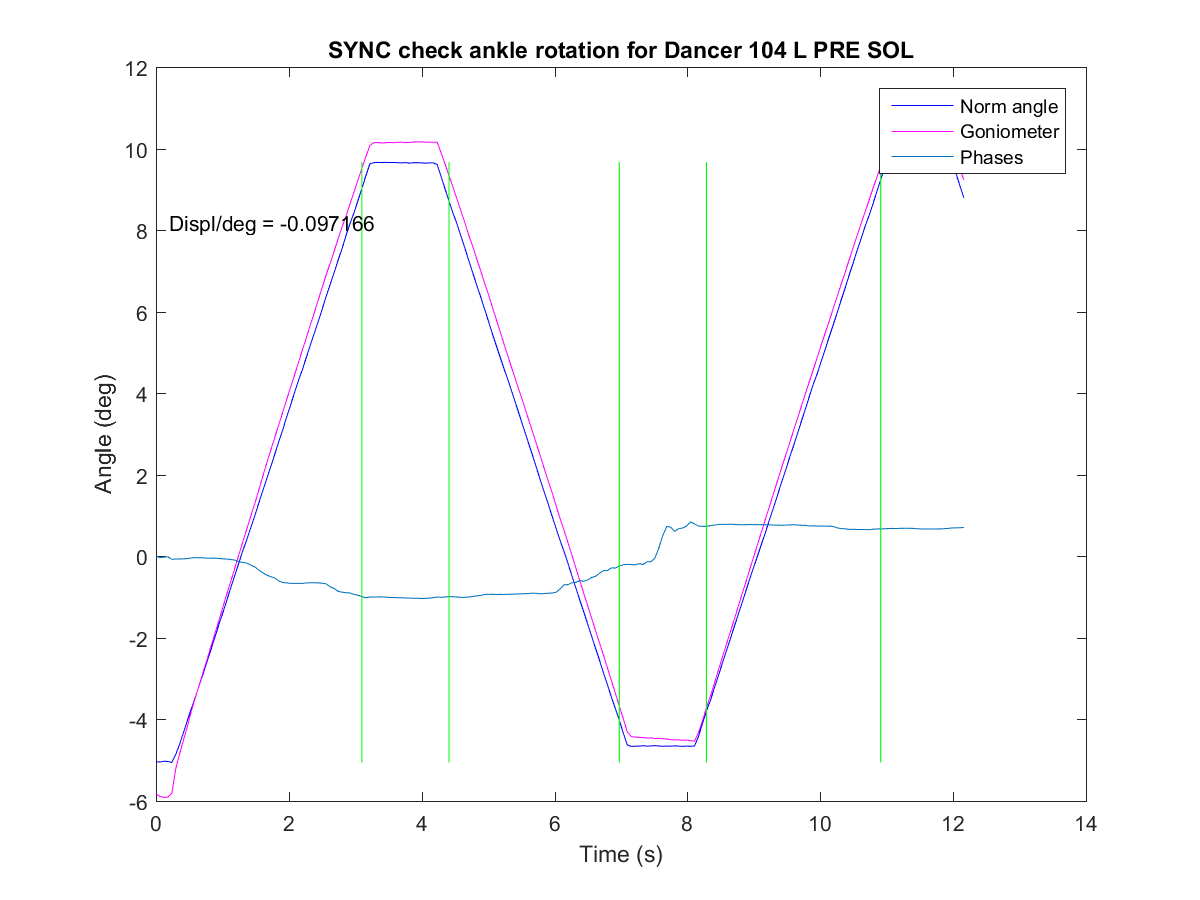 SYNC check ankle rotation for Dancer 104 L PRE SOL
12
10
8
6
4
2
0
-2
-4
-6
Angle (deg)
Displ/deg = -0.097166
Norm angle
Goniometer
Phases
0 2 4 6 8 10 12 14
Time (s)